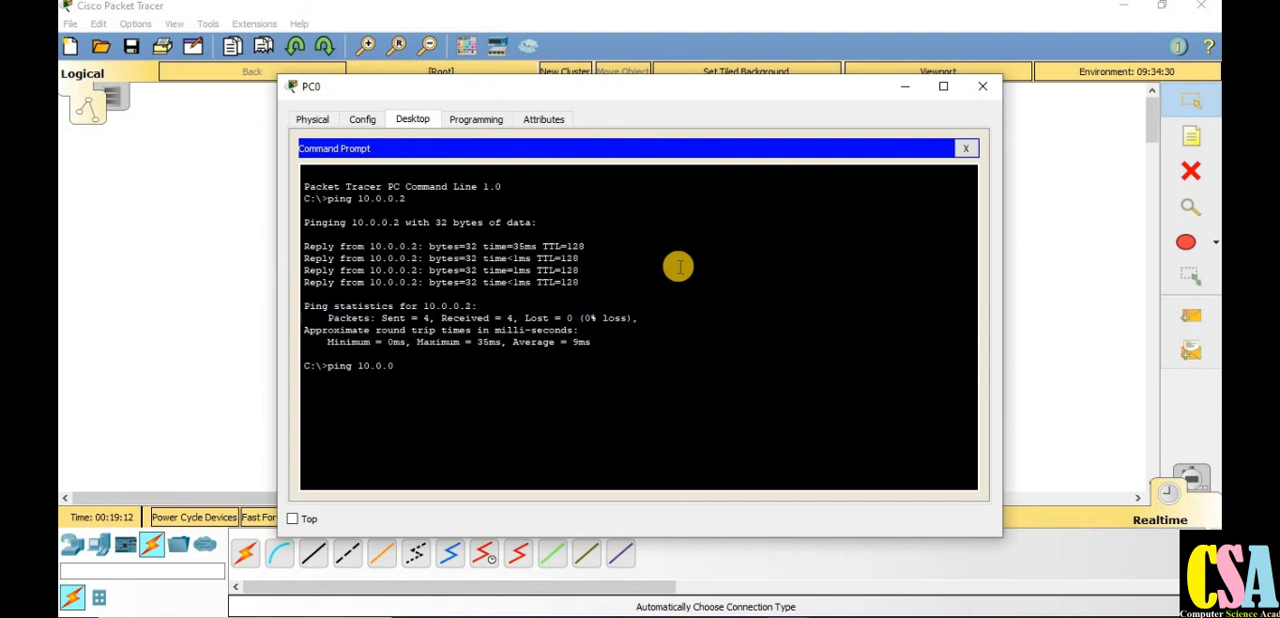 Cisco Packet Tracer
File Edit Options View Tools Extensions Help
Logical Back [Root] New Cluster Move Object Set Tiled Background Viewport Environment: 09:34:30
PC0
Physical Config Desktop Programming Attributes
Command Prompt X
Packet Tracer PC Command Line 1.0
C:\>ping 10.0.0.2
Pinging 10.0.0.2 with 32 bytes of data:
Reply from 10.0.0.2: bytes=32 time=35ms TTL=128
Reply from 10.0.0.2: bytes=32 time<1ms TTL=128
Reply from 10.0.0.2: bytes=32 time=1ms TTL=128
Reply from 10.0.0.2: bytes=32 time<1ms TTL=128
Ping statistics for 10.0.0.2:
Packets: Sent = 4, Received = 4, Lost = 0 (0% loss),
Approximate round trip times in milli-seconds:
Minimum = 0ms, Maximum = 35ms, Average = 9ms
C:\>ping 10.0.0
Time: 00:19:12 Power Cycle Devices Fast For
Top
Realtime
Automatically Choose Connection Type
CSA
Computer Science Acad